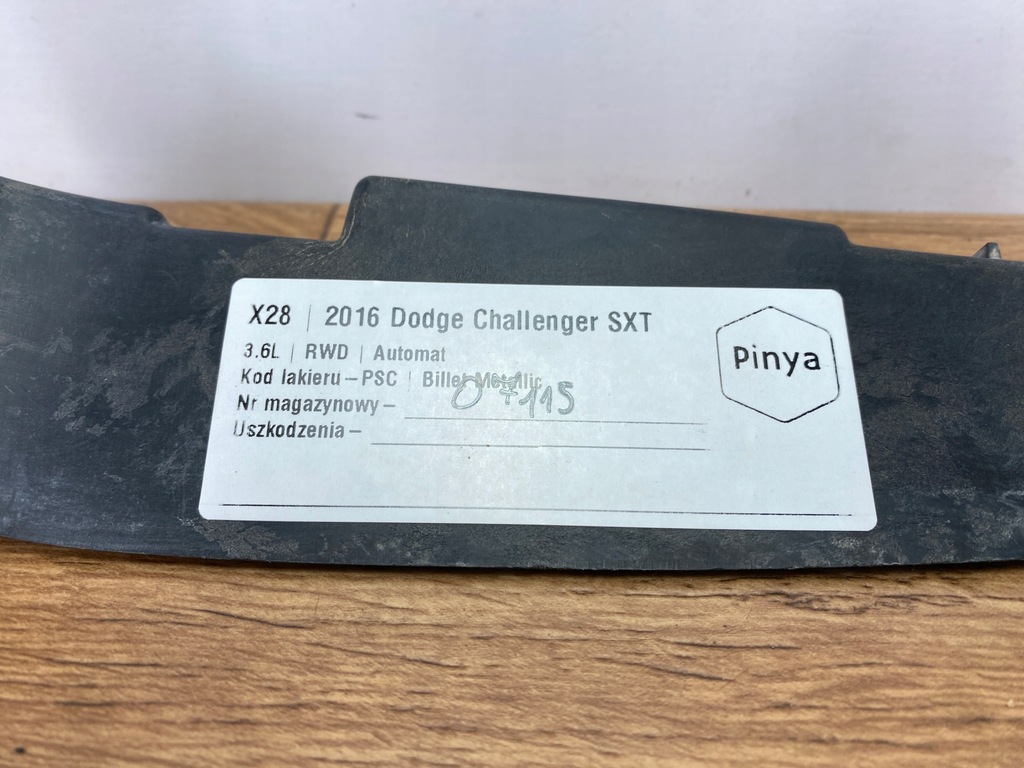 X28 | 2016 Dodge Challenger SXT
3.6L | RWD | Automat
Kod lakieru – PSC | Billet Metallic
Nr magazynowy – 07115
Uszkodzenia –
Pinya